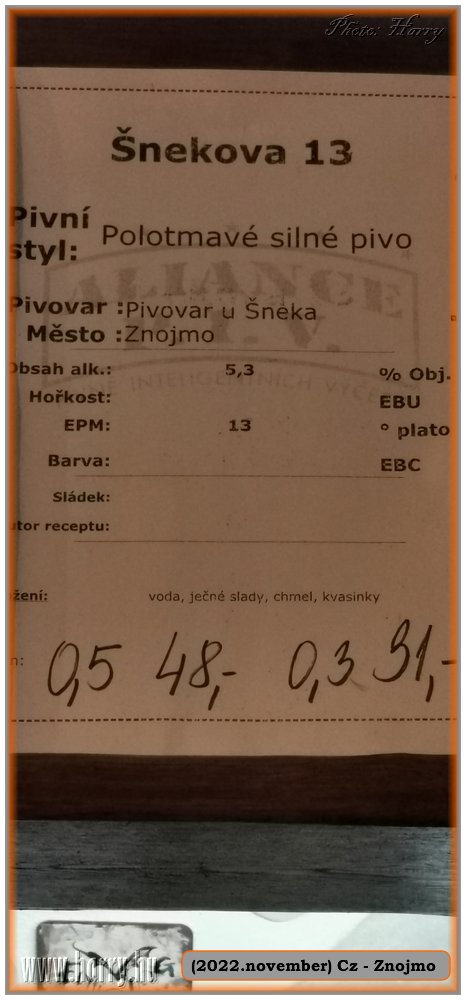 Photo: Harry
Šnekova 13
Pivní styl: Polotmavé silné pivo
ALIANCE
P.I.V.
Pivovar : Pivovar u Šneka
Město : Znojmo
Obsah alk.: 5,3 % Obj.
INTELIGENTNÍCH
Hořkost: EBU
EPM: 13 ° plato
Barva: EBC
Sládek:
utor receptu:
žení: voda, ječné slady, chmel, kvasinky
n: 0,5 48,- 0,3 31,-
www.harry.hu
(2022.november) Cz - Znojmo